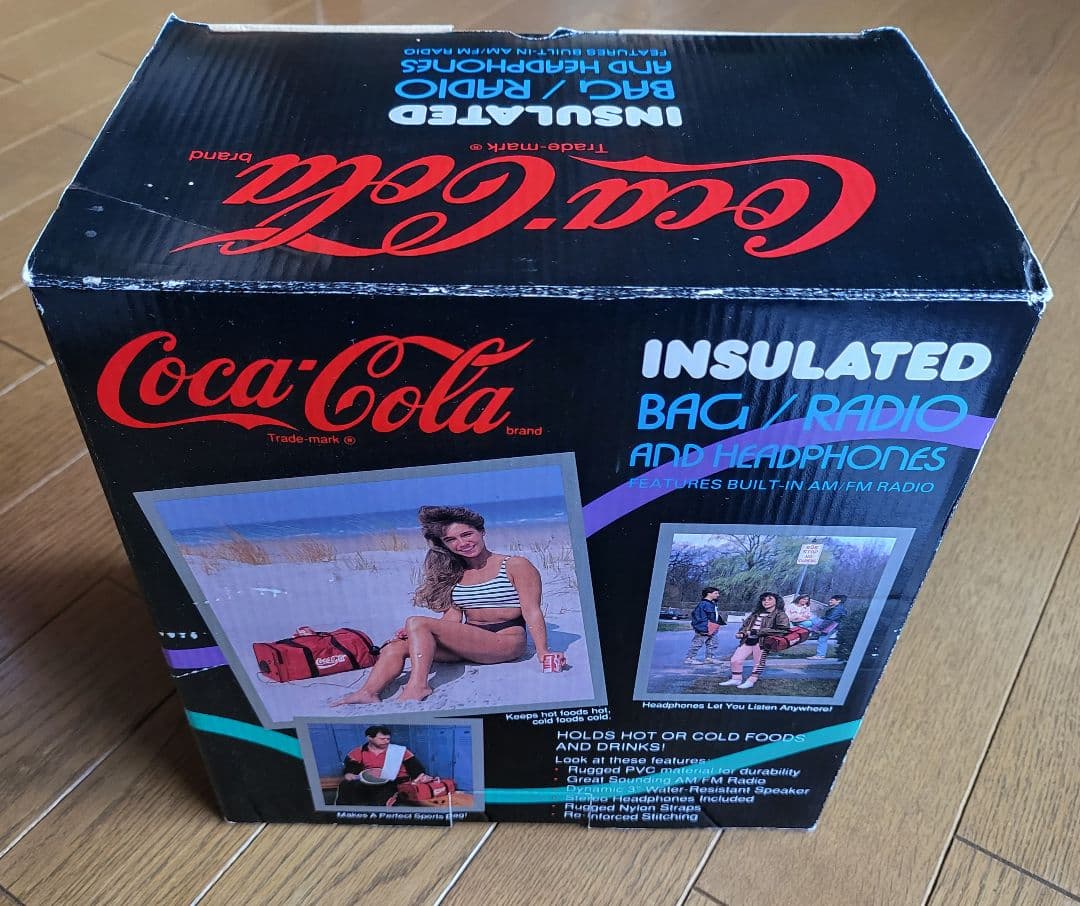 Coca-Cola
Trade-mark ® brand
INSULATED
BAG / RADIO
AND HEADPHONES
FEATURES BUILT-IN AM/FM RADIO
Coca-Cola
Trade-mark ® brand
INSULATED
BAG / RADIO
AND HEADPHONES
FEATURES BUILT-IN AM/FM RADIO
Keeps hot foods hot,
cold foods cold.
Headphones Let You Listen Anywhere!
Makes A Perfect Sports Bag!
HOLDS HOT OR COLD FOODS
AND DRINKS!
Look at these features:
• Rugged PVC material for durability
• Great Sounding AM/FM Radio
• Dynamic 3" Water-Resistant Speaker
• Stereo Headphones Included
• Rugged Nylon Straps
• Re-inforced Stitching